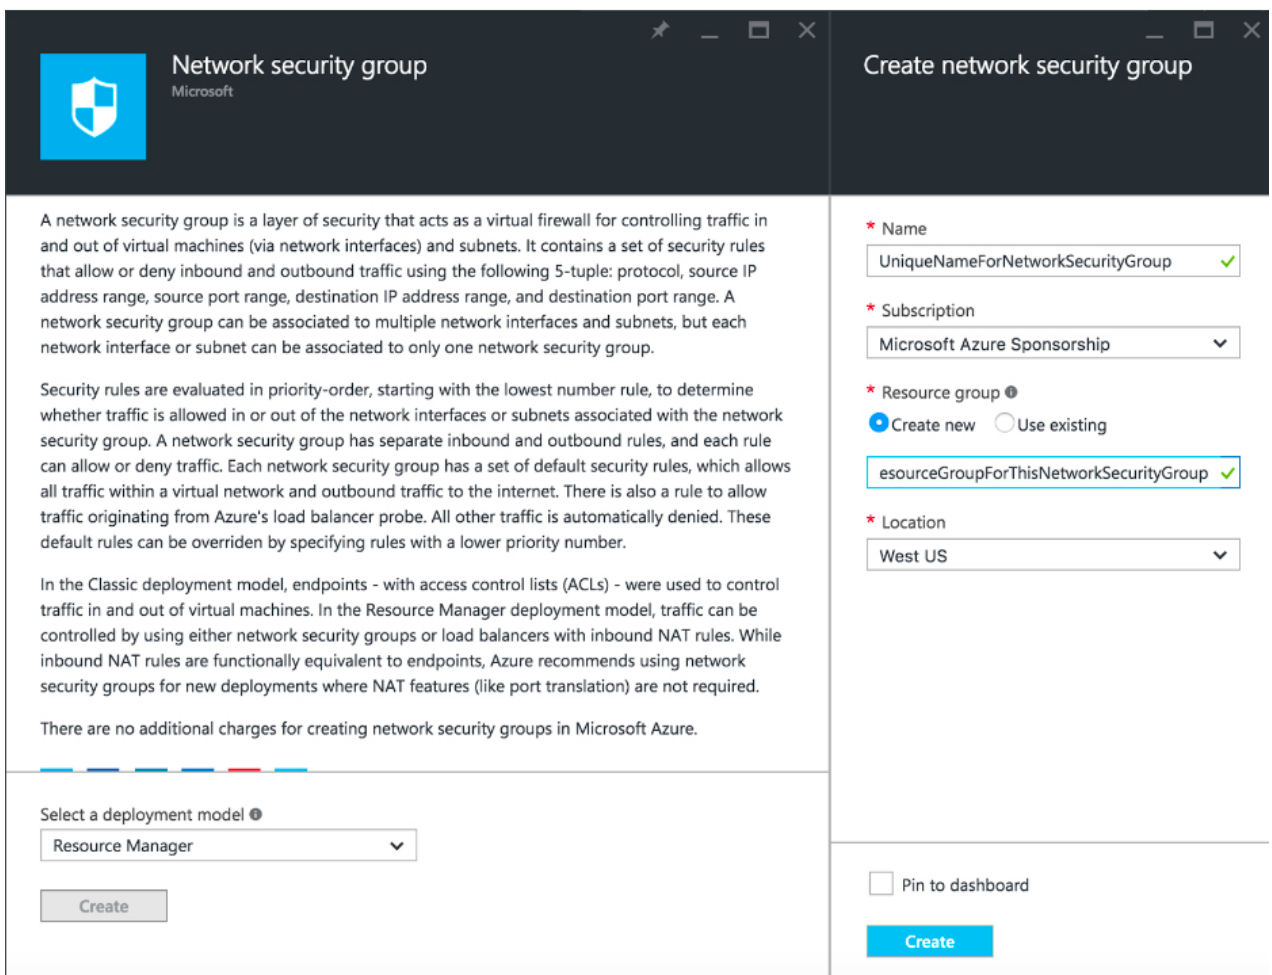 Network security group
Microsoft
A network security group is a layer of security that acts as a virtual firewall for controlling traffic in
and out of virtual machines (via network interfaces) and subnets. It contains a set of security rules
that allow or deny inbound and outbound traffic using the following 5-tuple: protocol, source IP
address range, source port range, destination IP address range, and destination port range. A
network security group can be associated to multiple network interfaces and subnets, but each
network interface or subnet can be associated to only one network security group.
Security rules are evaluated in priority-order, starting with the lowest number rule, to determine
whether traffic is allowed in or out of the network interfaces or subnets associated with the network
security group. A network security group has separate inbound and outbound rules, and each rule
can allow or deny traffic. Each network security group has a set of default security rules, which allows
all traffic within a virtual network and outbound traffic to the internet. There is also a rule to allow
traffic originating from Azure's load balancer probe. All other traffic is automatically denied. These
default rules can be overriden by specifying rules with a lower priority number.
In the Classic deployment model, endpoints - with access control lists (ACLs) - were used to control
traffic in and out of virtual machines. In the Resource Manager deployment model, traffic can be
controlled by using either network security groups or load balancers with inbound NAT rules. While
inbound NAT rules are functionally equivalent to endpoints, Azure recommends using network
security groups for new deployments where NAT features (like port translation) are not required.
There are no additional charges for creating network security groups in Microsoft Azure.
Select a deployment model
Resource Manager
Create
Create network security group
* Name
UniqueNameForNetworkSecurityGroup
* Subscription
Microsoft Azure Sponsorship
* Resource group
Create new Use existing
esourceGroupForThisNetworkSecurityGroup
* Location
West US
Pin to dashboard
Create